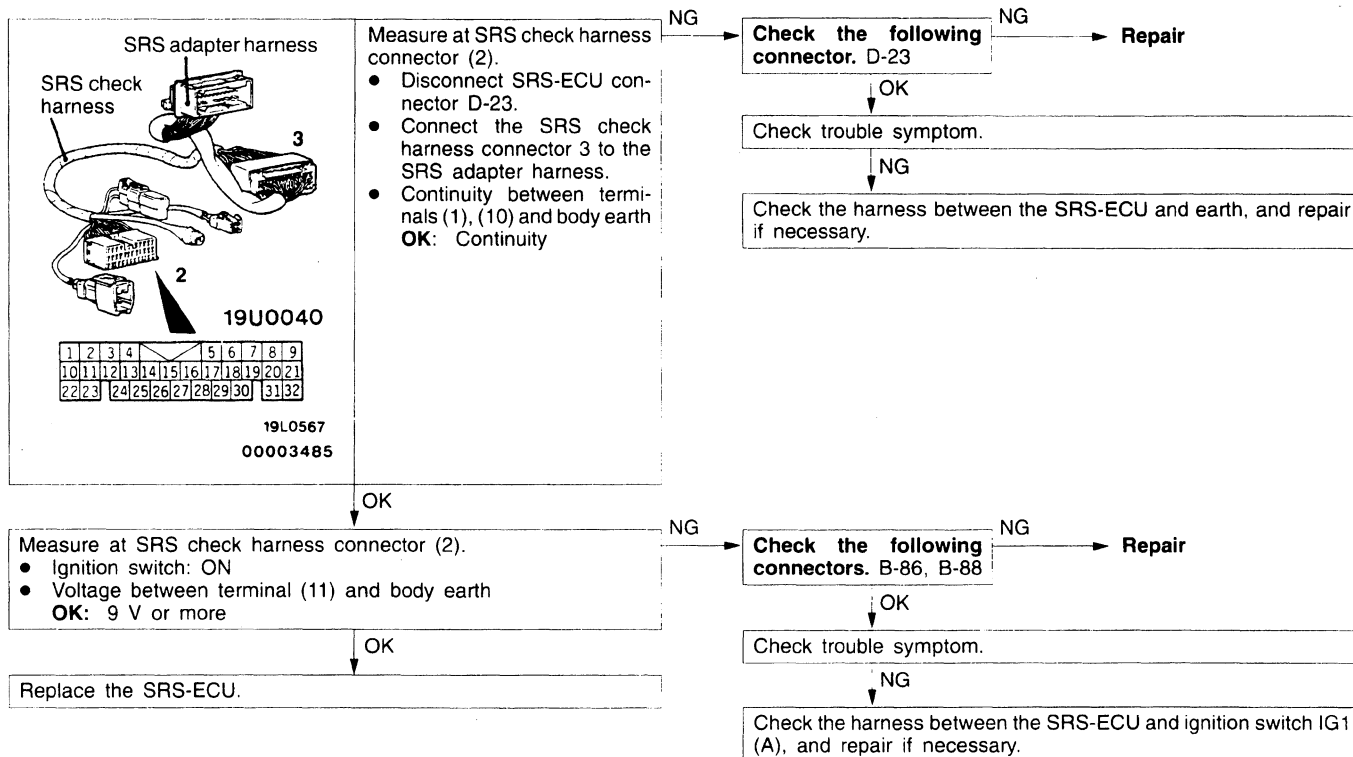 SRS adapter harness
SRS check
harness
3
2
19U0040
1 2 3 4 5 6 7 8 9
10 11 12 13 14 15 16 17 18 19 20 21
22 23 24 25 26 27 28 29 30 31 32
19L0567
00003485
Measure at SRS check harness
connector (2).
● Disconnect SRS-ECU con-
nector D-23.
● Connect the SRS check
harness connector 3 to the
SRS adapter harness.
● Continuity between termi-
nals (1), (10) and body earth
OK: Continuity
NG
Check the following
connector. D-23
NG
Repair
OK
Check trouble symptom.
NG
Check the harness between the SRS-ECU and earth, and repair
if necessary.
OK
Measure at SRS check harness connector (2).
● Ignition switch: ON
● Voltage between terminal (11) and body earth
OK: 9 V or more
NG
Check the following
connectors. B-86, B-88
NG
Repair
OK
Check trouble symptom.
NG
Check the harness between the SRS-ECU and ignition switch IG1
(A), and repair if necessary.
OK
Replace the SRS-ECU.